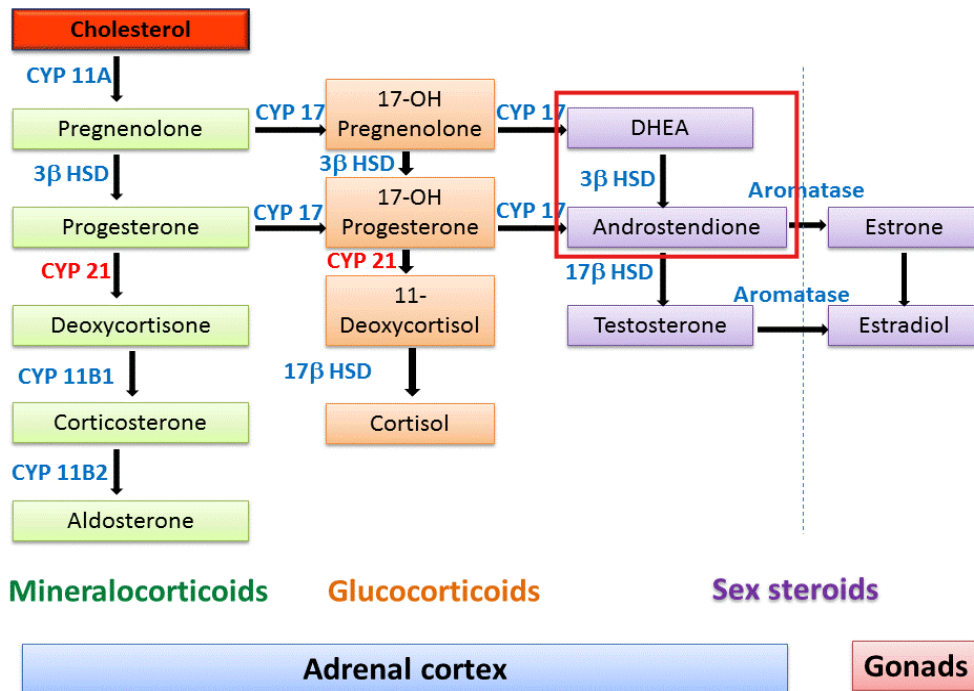 Cholesterol
CYP 11A
Pregnenolone
CYP 17
17-OH
Pregnenolone
CYP 17
DHEA
3β HSD
3β HSD
3β HSD
Aromatase
Progesterone
CYP 17
17-OH
Progesterone
CYP 17
Androstendione
Estrone
CYP 21
CYP 21
17β HSD
Aromatase
Deoxycortisone
11-
Deoxycortisol
Testosterone
Estradiol
CYP 11B1
17β HSD
Corticosterone
Cortisol
CYP 11B2
Aldosterone
Mineralocorticoids
Glucocorticoids
Sex steroids
Adrenal cortex
Gonads